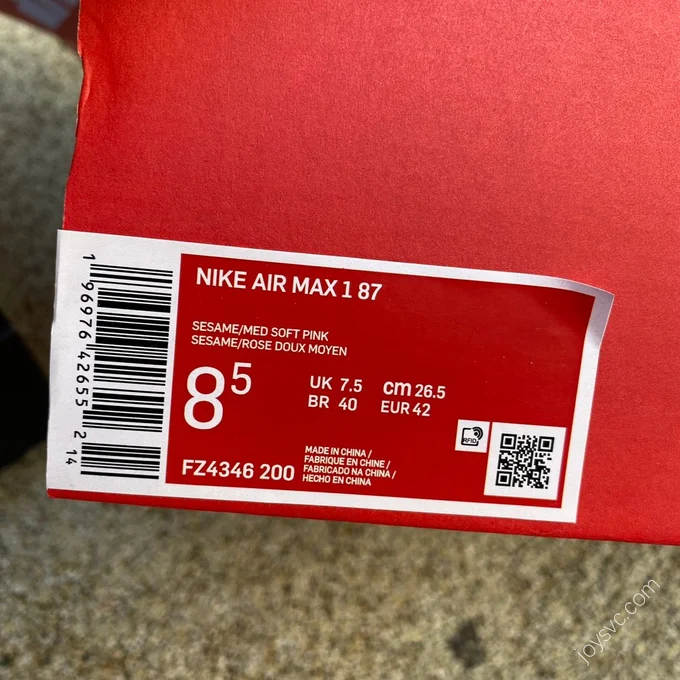 NIKE AIR MAX 1 87
SESAME/MED SOFT PINK
SESAME/ROSE DOUX MOYEN
8⁵
UK 7.5 cm 26.5
BR 40 EUR 42
FZ4346 200
MADE IN CHINA /
FABRIQUE EN CHINE /
FABRICADO NA CHINA /
HECHO EN CHINA
RFID
1 96976 42655 2 14
joysvc.com